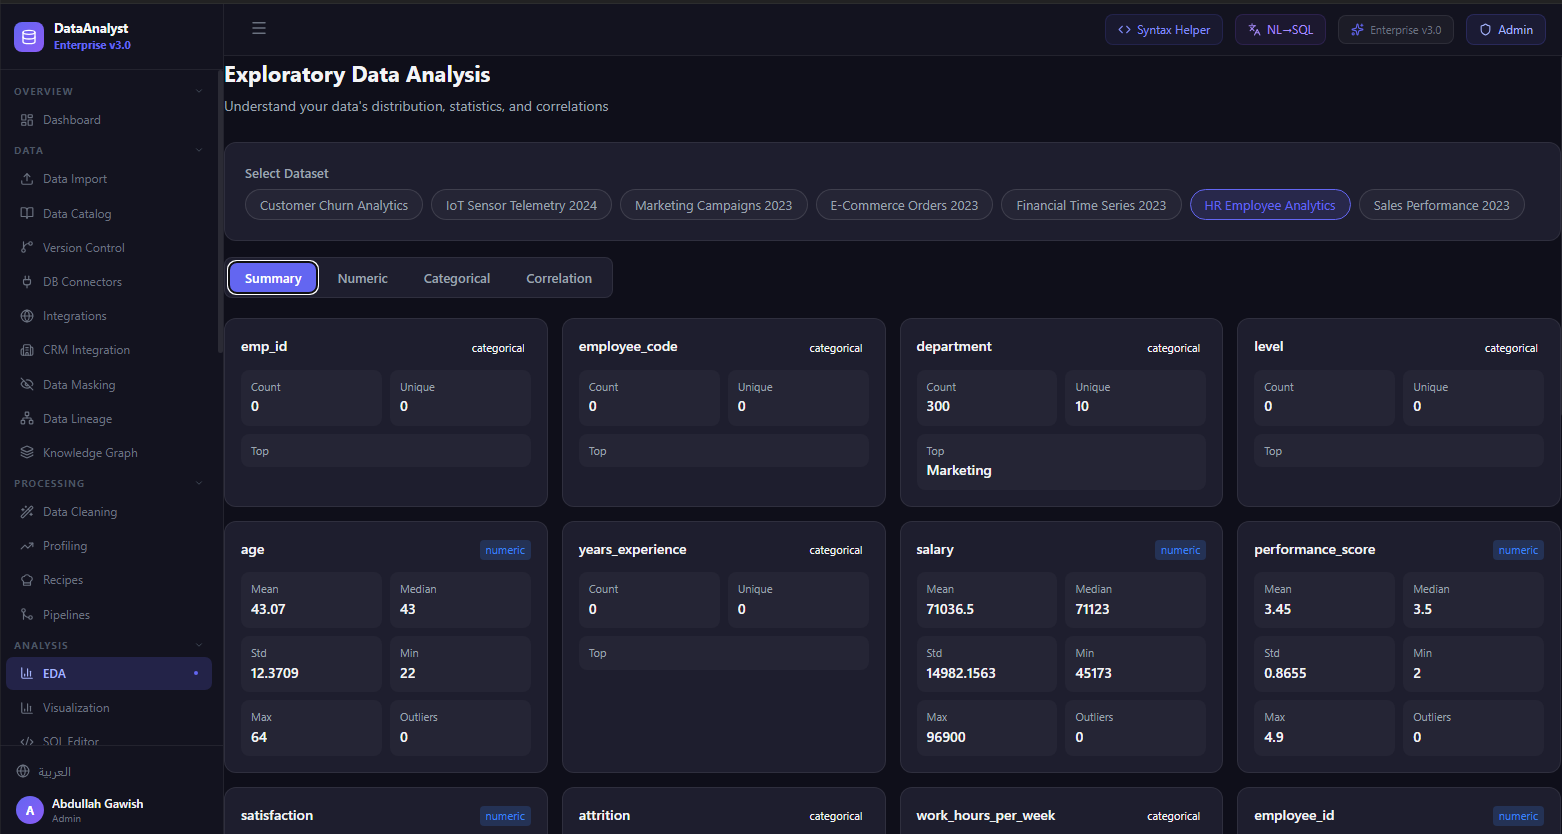 DataAnalyst
Enterprise v3.0
Syntax Helper
NL→SQL
Enterprise v3.0
Admin
OVERVIEW
Dashboard
DATA
Data Import
Data Catalog
Version Control
DB Connectors
Integrations
CRM Integration
Data Masking
Data Lineage
Knowledge Graph
PROCESSING
Data Cleaning
Profiling
Recipes
Pipelines
ANALYSIS
EDA
Visualization
SQL Editor
العربية
A
Abdullah Gawish
Admin
Exploratory Data Analysis
Understand your data's distribution, statistics, and correlations
Select Dataset
Customer Churn Analytics
IoT Sensor Telemetry 2024
Marketing Campaigns 2023
E-Commerce Orders 2023
Financial Time Series 2023
HR Employee Analytics
Sales Performance 2023
Summary
Numeric
Categorical
Correlation
emp_id categorical
Count Unique
0 0
Top
employee_code categorical
Count Unique
0 0
Top
department categorical
Count Unique
300 10
Top
Marketing
level categorical
Count Unique
0 0
Top
age numeric
Mean Median
43.07 43
Std Min
12.3709 22
Max Outliers
64 0
years_experience categorical
Count Unique
0 0
Top
salary numeric
Mean Median
71036.5 71123
Std Min
14982.1563 45173
Max Outliers
96900 0
performance_score numeric
Mean Median
3.45 3.5
Std Min
0.8655 2
Max Outliers
4.9 0
satisfaction numeric
attrition categorical
work_hours_per_week categorical
employee_id numeric